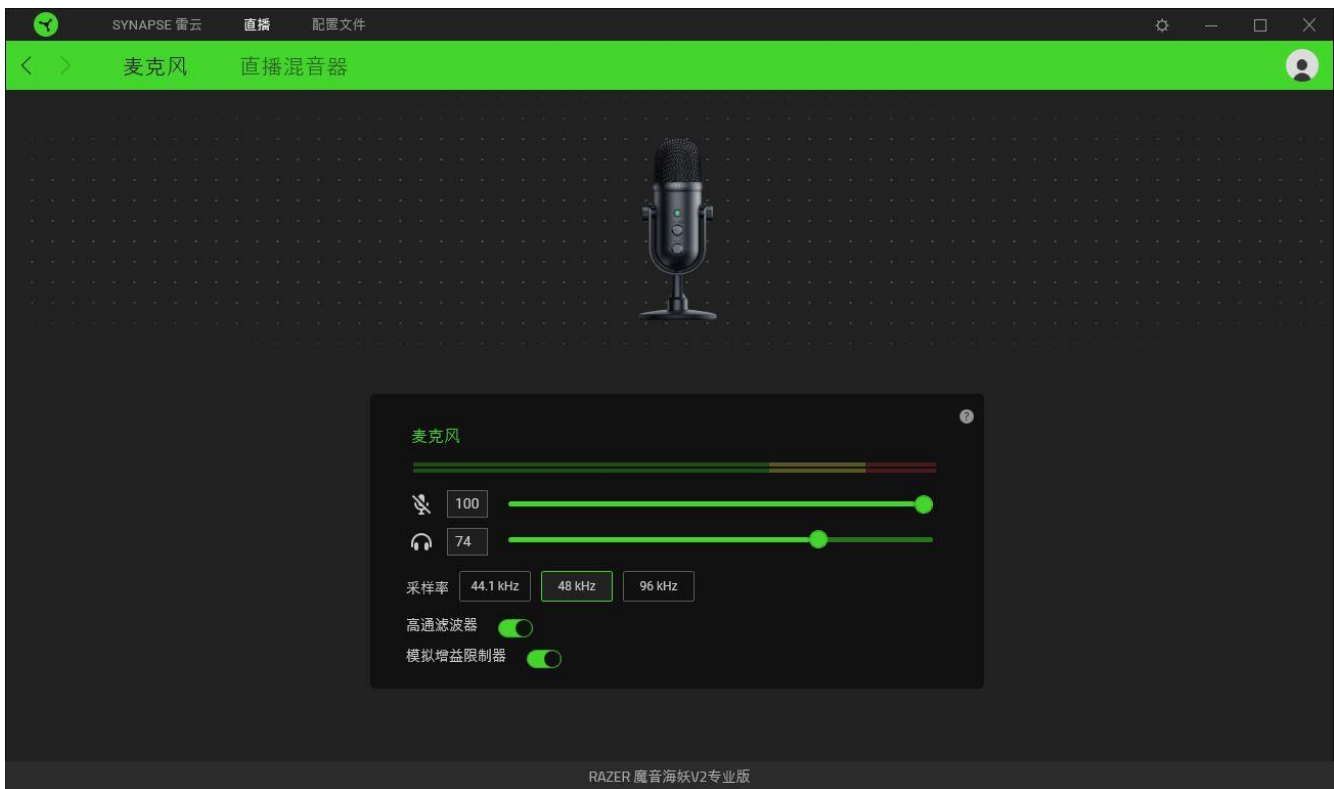 SYNAPSE 雷云 直播 配置文件
麦克风 直播混音器
麦克风
100
74
采样率 44.1 kHz 48 kHz 96 kHz
高通滤波器
模拟增益限制器
RAZER 魔音海妖V2专业版